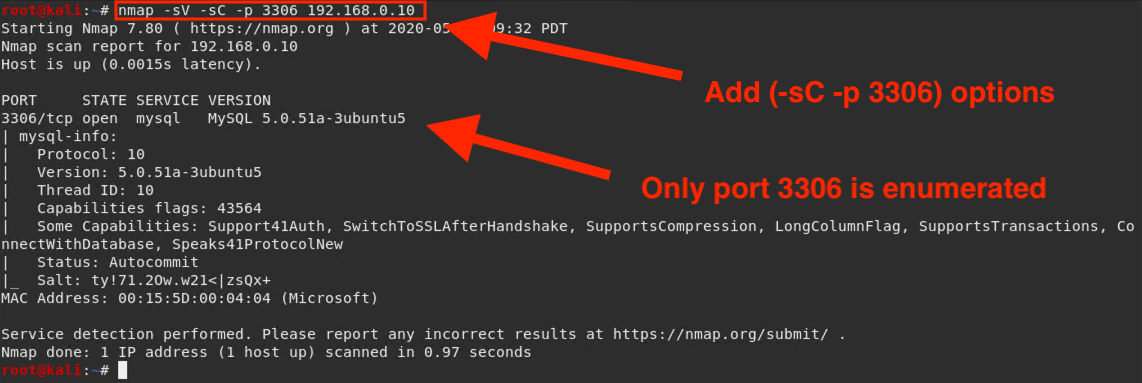 root@kali:~# nmap -sV -sC -p 3306 192.168.0.10
Starting Nmap 7.80 ( https://nmap.org ) at 2020-05 09:32 PDT
Nmap scan report for 192.168.0.10
Host is up (0.0015s latency).
Add (-sC -p 3306) options
PORT     STATE SERVICE VERSION
3306/tcp open  mysql   MySQL 5.0.51a-3ubuntu5
| mysql-info:
|   Protocol: 10
|   Version: 5.0.51a-3ubuntu5
|   Thread ID: 10
Only port 3306 is enumerated
|   Capabilities flags: 43564
|   Some Capabilities: Support41Auth, SwitchToSSLAfterHandshake, SupportsCompression, LongColumnFlag, SupportsTransactions, Co
nnectWithDatabase, Speaks41ProtocolNew
|   Status: Autocommit
|_  Salt: ty!71.2Ow.w21<|zsQx+
MAC Address: 00:15:5D:00:04:04 (Microsoft)
Service detection performed. Please report any incorrect results at https://nmap.org/submit/ .
Nmap done: 1 IP address (1 host up) scanned in 0.97 seconds
root@kali:~#